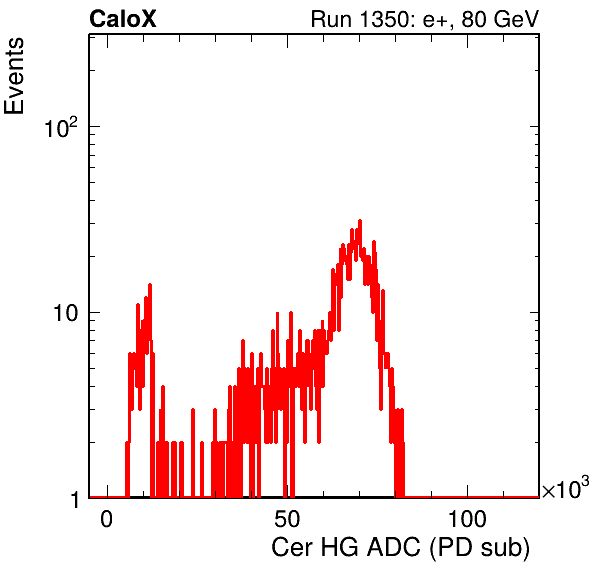 CaloX Run 1350: e+, 80 GeV
Events
10²
10
1
0 50 100 ×10³
Cer HG ADC (PD sub)